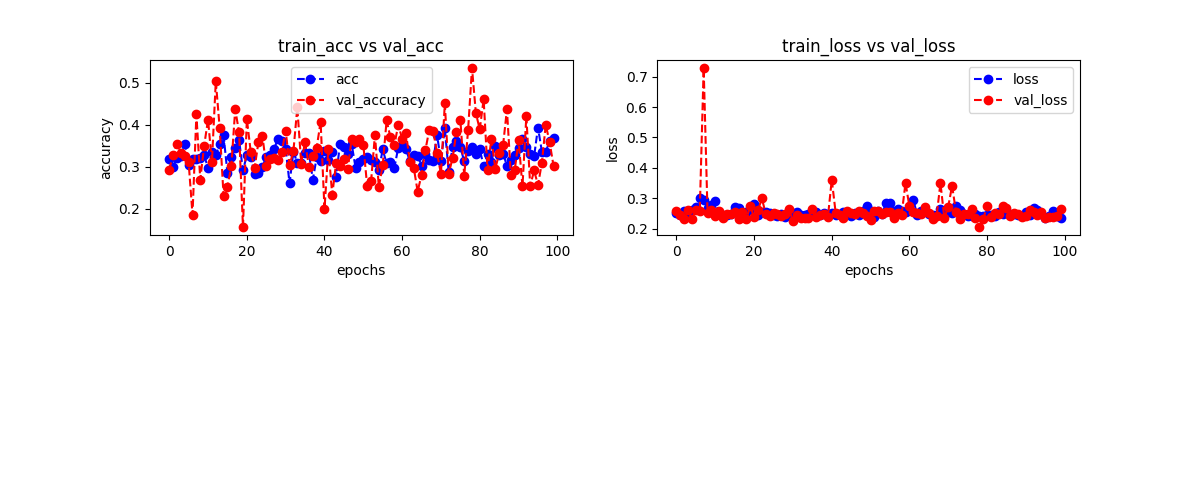 train_acc vs val_acc
acc
val_accuracy
accuracy
0.5
0.4
0.3
0.2
0 20 40 60 80 100
epochs
train_loss vs val_loss
loss
val_loss
loss
0.7
0.6
0.5
0.4
0.3
0.2
0 20 40 60 80 100
epochs